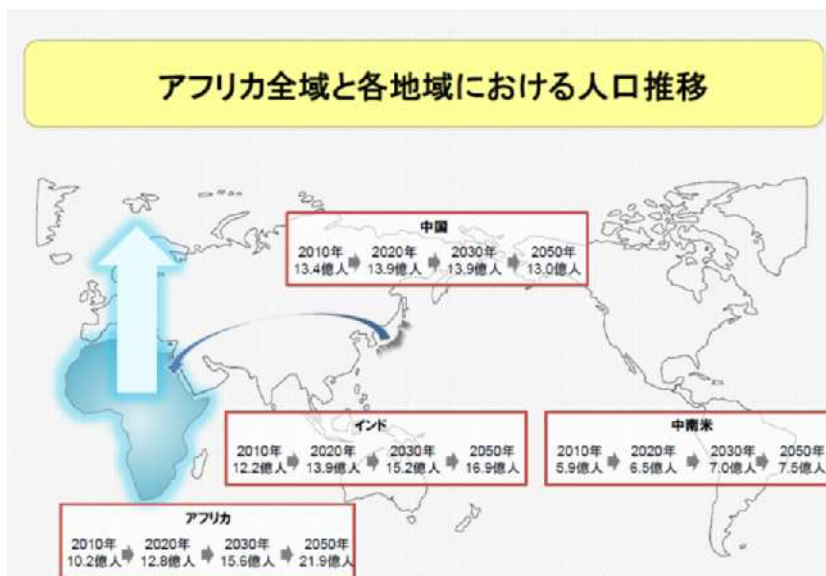 アフリカ全域と各地域における人口推移
中国
2010年 2020年 2030年 2050年
13.4億人 13.9億人 13.9億人 13.0億人
インド
2010年 2020年 2030年 2050年
12.2億人 13.9億人 15.2億人 16.9億人
中南米
2010年 2020年 2030年 2050年
5.9億人 6.5億人 7.0億人 7.5億人
アフリカ
2010年 2020年 2030年 2050年
10.2億人 12.8億人 15.6億人 21.9億人